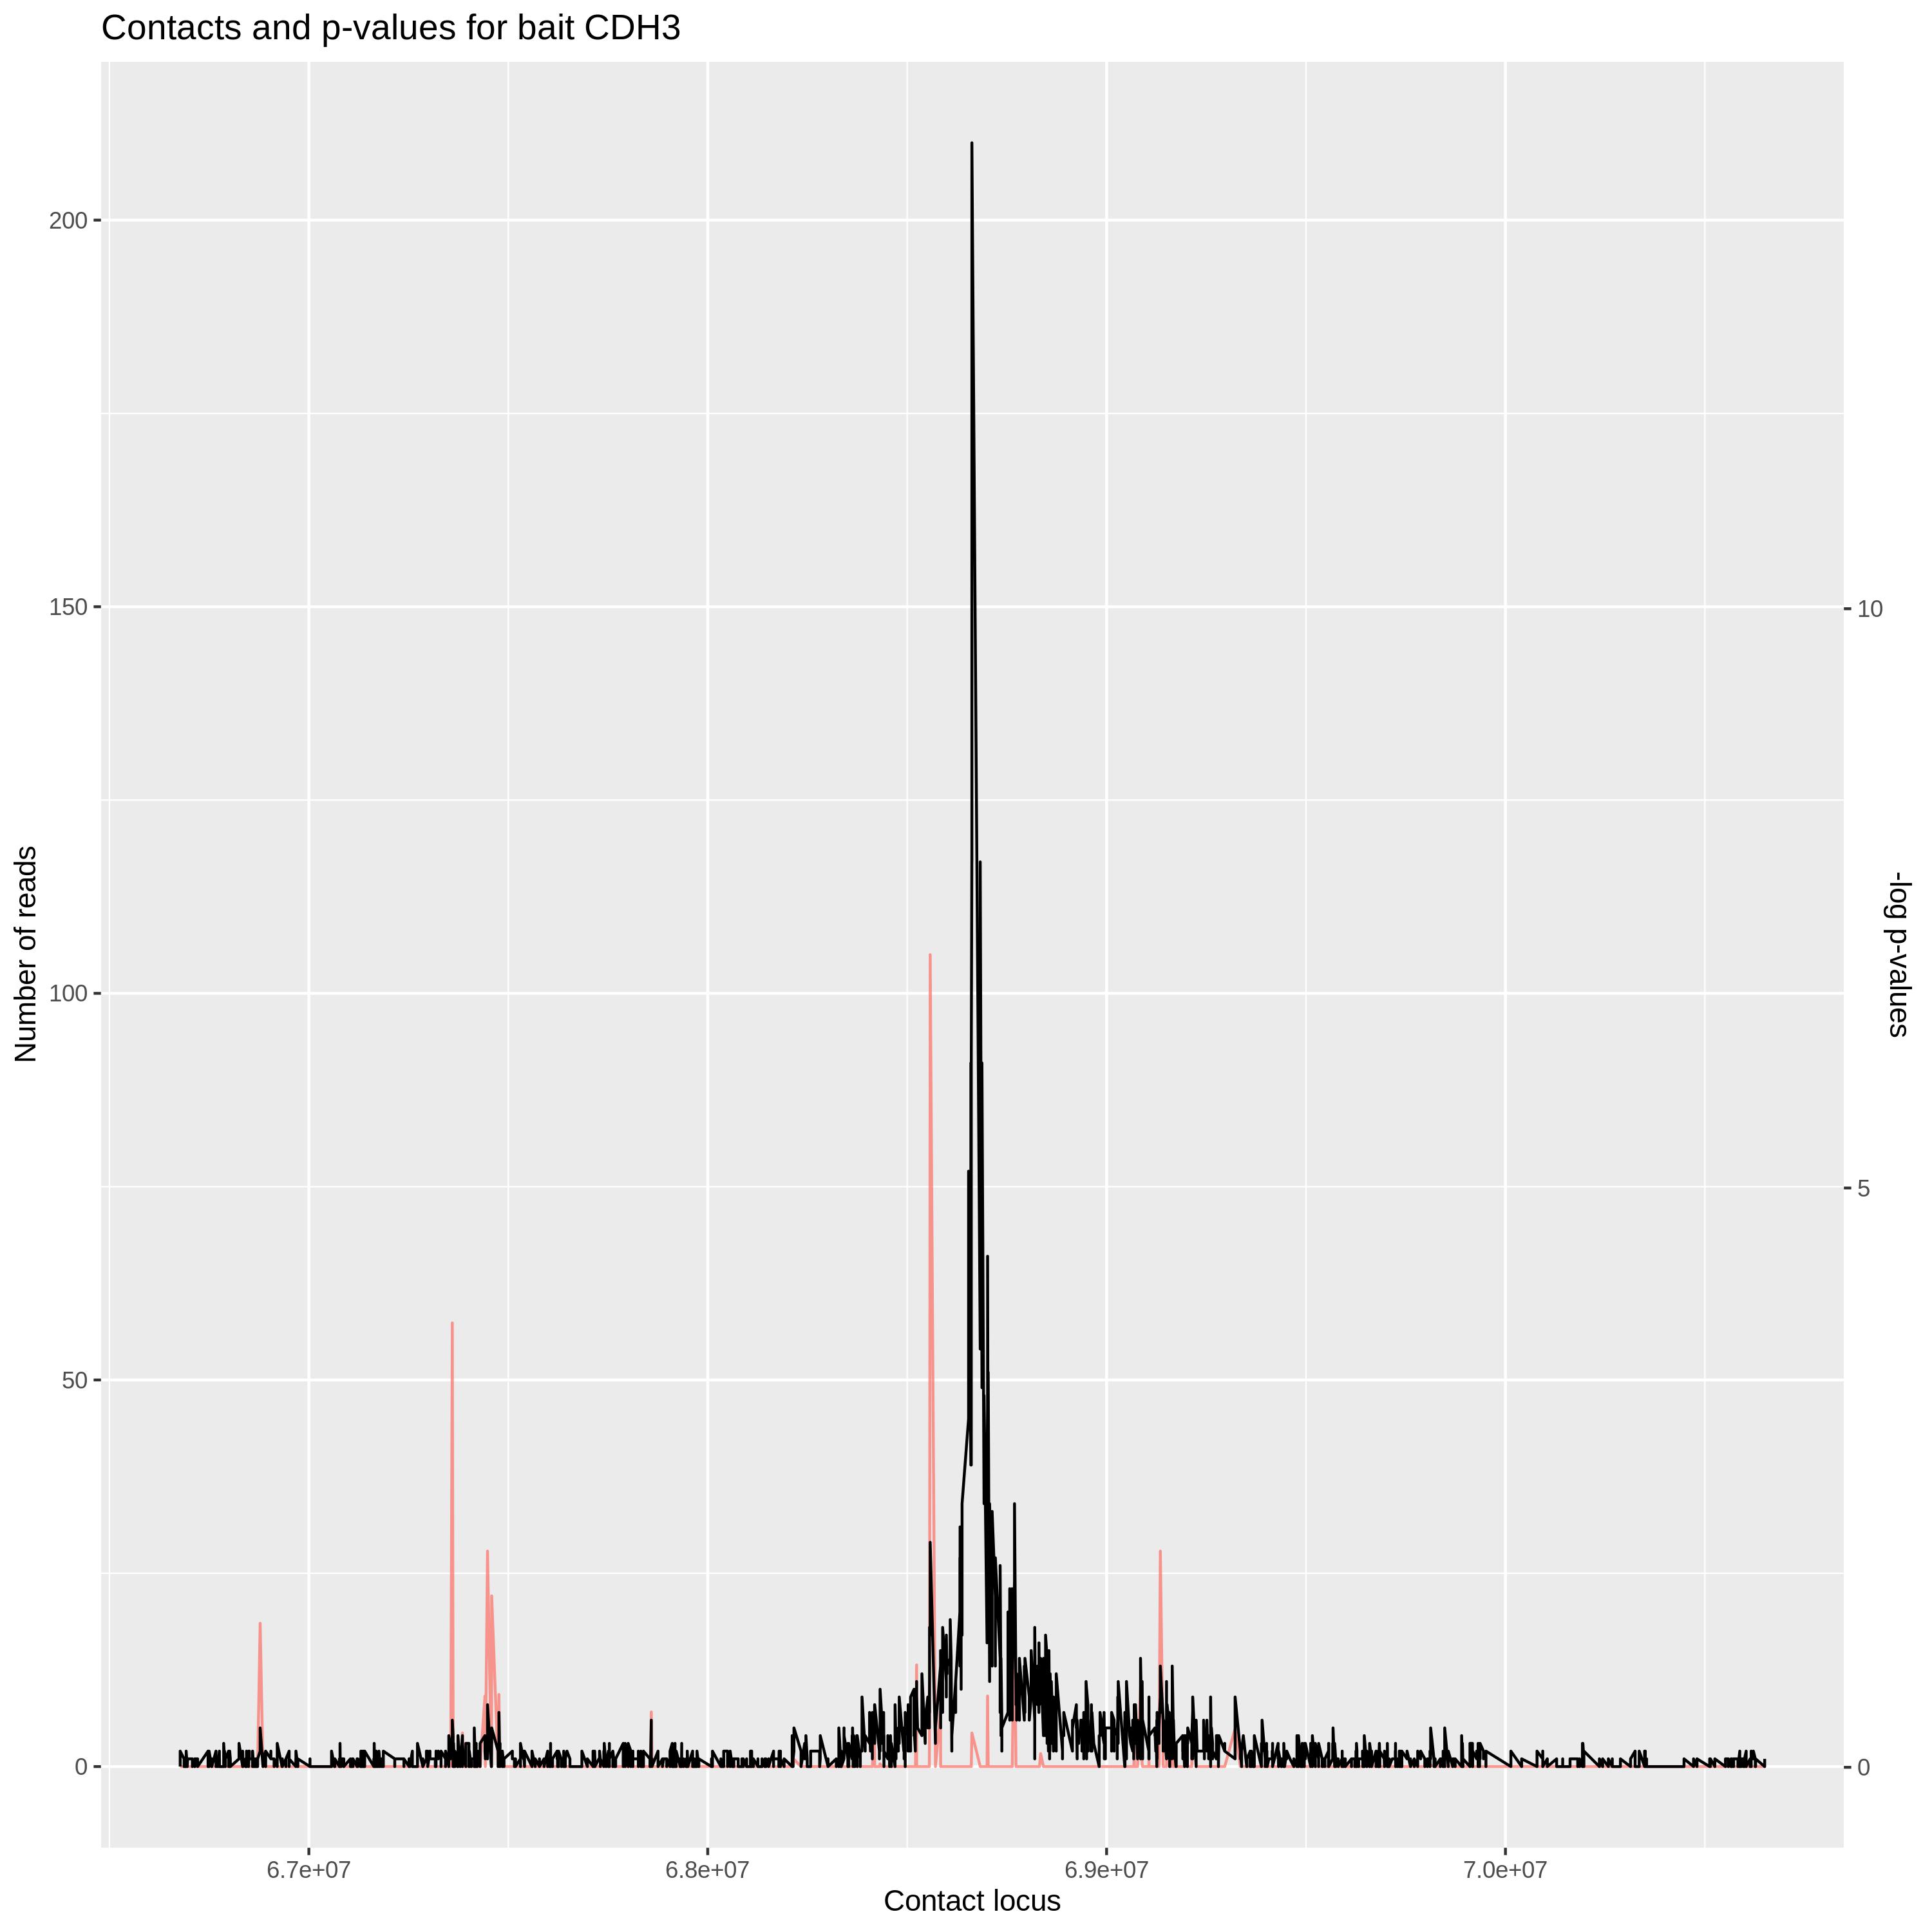 Contacts and p-values for bait CDH3
200
150
100
50
0
Number of reads
10
5
0
-log p-values
6.7e+07
6.8e+07
6.9e+07
7.0e+07
Contact locus